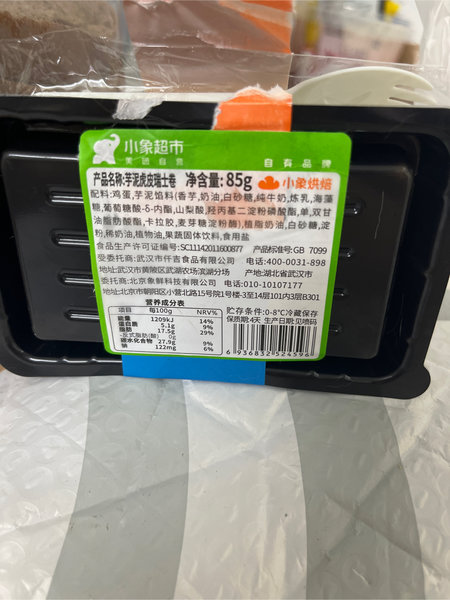 小象超市
美团自营
自有品牌
产品名称:芋泥虎皮瑞士卷 净含量:85g 小象烘焙
配料:鸡蛋,芋泥馅料(香芋,奶油,白砂糖,纯牛奶,炼乳,海藻
糖,葡萄糖酸-δ-内酯,山梨酸,羟丙基二淀粉磷酸酯,单,双甘
油脂肪酸酯,卡拉胶,麦芽糖淀粉酶),植脂奶油,白砂糖,淀
粉,稀奶油,植物油,果蔬固体饮料,食用盐
食品生产许可证编号:SC11142011600877 产品标准号:GB 7099
受委托商:武汉市仟吉食品有限公司 电话:400-0031-898
地址:武汉市黄陂区武湖农场滨湖分场 产地:湖北省武汉市
委托商:北京象鲜科技有限公司 电话:010-10107177
地址:北京市朝阳区小营北路15号院1号楼-3至14层101内3层B301
营养成分表
项目 每100g NRV%
能量 1209kJ 14%
蛋白质 5.1g 9%
脂肪 17.5g 29%
-反式脂肪(酸) 0g
碳水化合物 27.9g 9%
钠 122mg 6%
贮存条件:0-8℃冷藏保存
保质期:4天 生产日期:见喷码
6 936832 524596